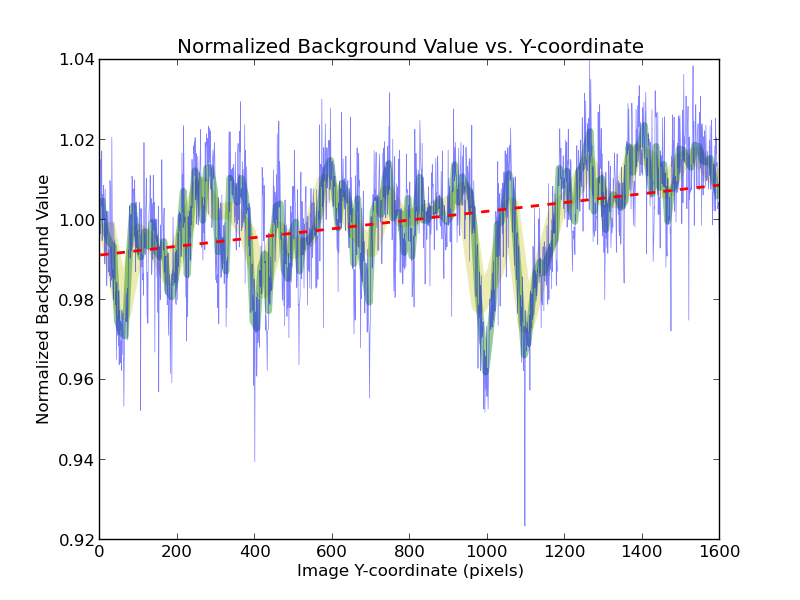 Normalized Background Value vs. Y-coordinate
1.04
1.02
1.00
0.98
0.96
0.94
0.92
Normalized Background Value
0 200 400 600 800 1000 1200 1400 1600
Image Y-coordinate (pixels)